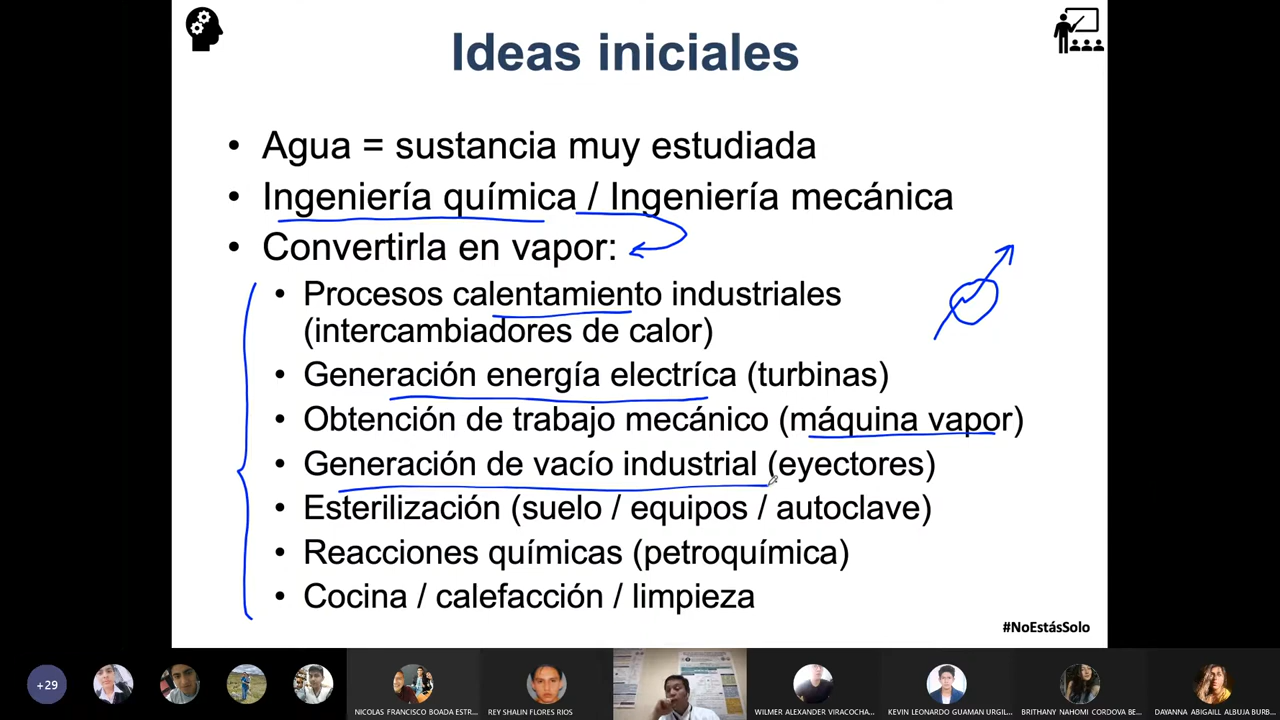 Ideas iniciales
• Agua = sustancia muy estudiada
• Ingeniería química / Ingeniería mecánica
• Convertirla en vapor:
• Procesos calentamiento industriales
(intercambiadores de calor)
• Generación energía electríca (turbinas)
• Obtención de trabajo mecánico (máquina vapor)
• Generación de vacío industrial (eyectores)
• Esterilización (suelo / equipos / autoclave)
• Reacciones químicas (petroquímica)
• Cocina / calefacción / limpieza
#NoEstásSolo
+29
NICOLAS FRANCISCO BOADA ESTR...
REY SHALIN FLORES RIOS
WILMER ALEXANDER VIRACOCHA...
KEVIN LEONARDO GUAMAN URGIL...
BRITHANY NAHOMI CORDOVA BE...
DAYANNA ABIGAILL ALBUJA BURB...